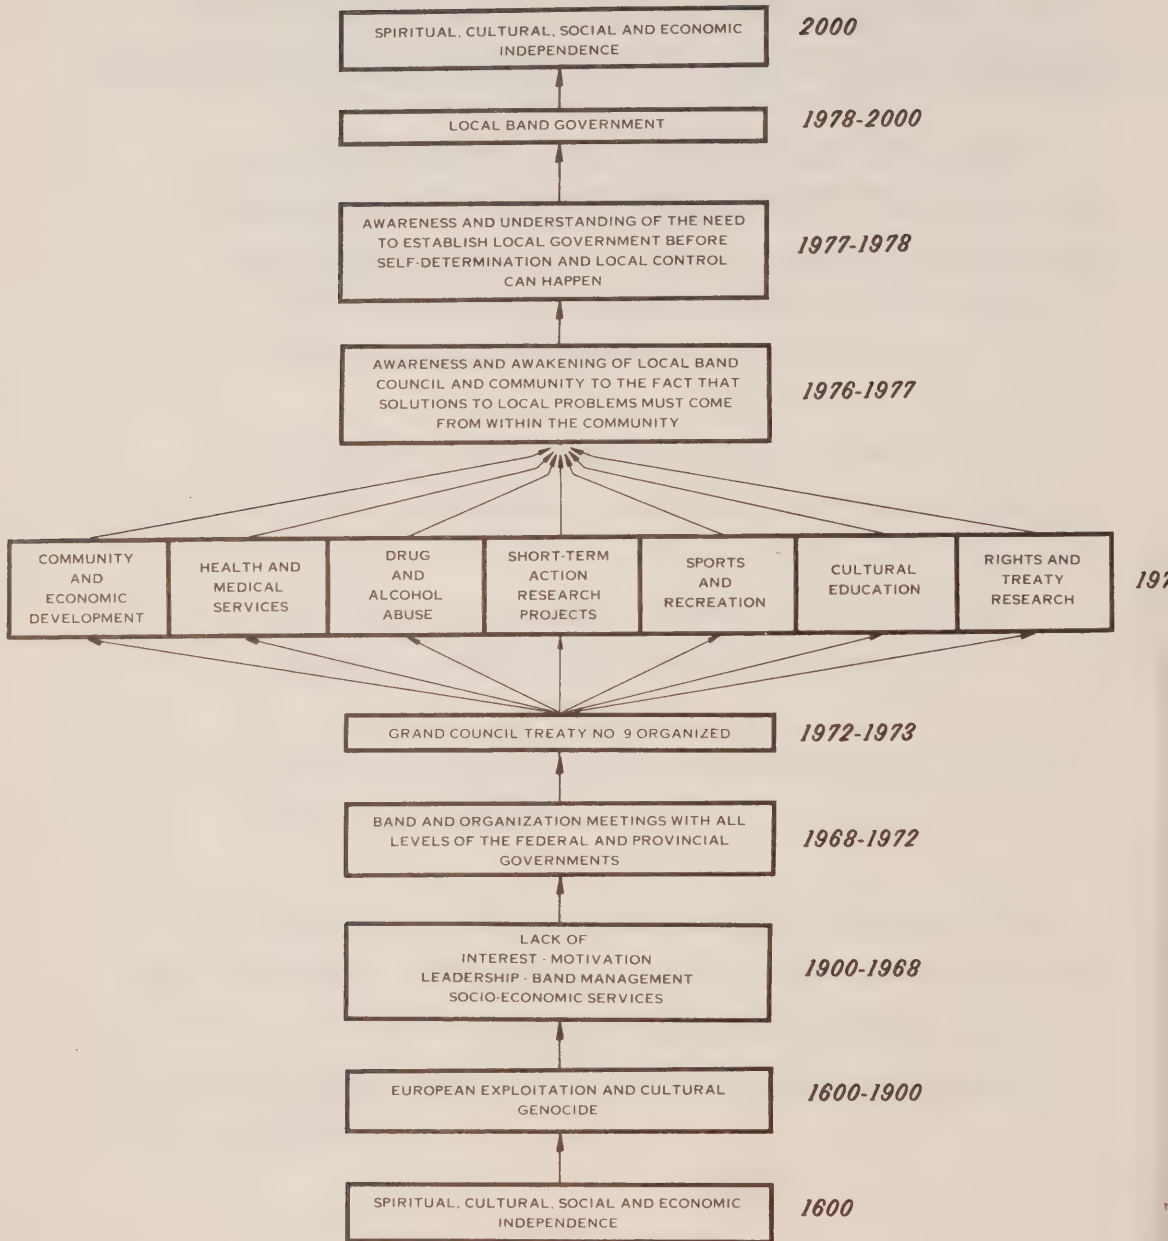 SPIRITUAL, CULTURAL, SOCIAL AND ECONOMIC
INDEPENDENCE
2000
LOCAL BAND GOVERNMENT
1978-2000
AWARENESS AND UNDERSTANDING OF THE NEED
TO ESTABLISH LOCAL GOVERNMENT BEFORE
SELF-DETERMINATION AND LOCAL CONTROL
CAN HAPPEN
1977-1978
AWARENESS AND AWAKENING OF LOCAL BAND
COUNCIL AND COMMUNITY TO THE FACT THAT
SOLUTIONS TO LOCAL PROBLEMS MUST COME
FROM WITHIN THE COMMUNITY
1976-1977
COMMUNITY
AND
ECONOMIC
DEVELOPMENT
HEALTH AND
MEDICAL
SERVICES
DRUG
AND
ALCOHOL
ABUSE
SHORT-TERM
ACTION
RESEARCH
PROJECTS
SPORTS
AND
RECREATION
CULTURAL
EDUCATION
RIGHTS AND
TREATY
RESEARCH
GRAND COUNCIL TREATY NO 9 ORGANIZED
1972-1973
BAND AND ORGANIZATION MEETINGS WITH ALL
LEVELS OF THE FEDERAL AND PROVINCIAL
GOVERNMENTS
1968-1972
LACK OF
INTEREST - MOTIVATION
LEADERSHIP - BAND MANAGEMENT
SOCIO-ECONOMIC SERVICES
1900-1968
EUROPEAN EXPLOITATION AND CULTURAL
GENOCIDE
1600-1900
SPIRITUAL, CULTURAL, SOCIAL AND ECONOMIC
INDEPENDENCE
1600